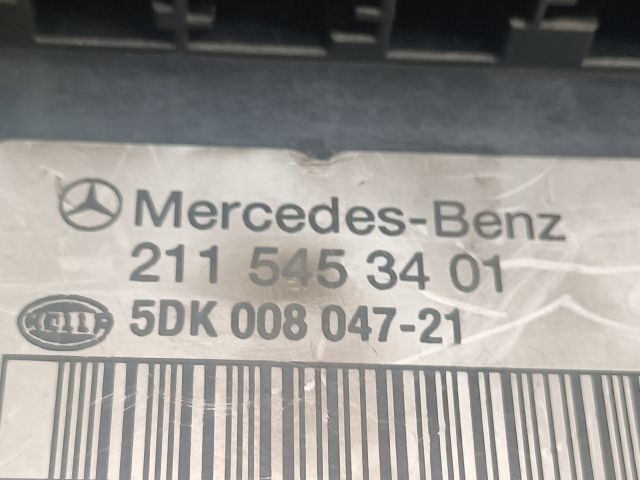 Mercedes-Benz
211 545 34 01
HELLA 5DK 008 047-21